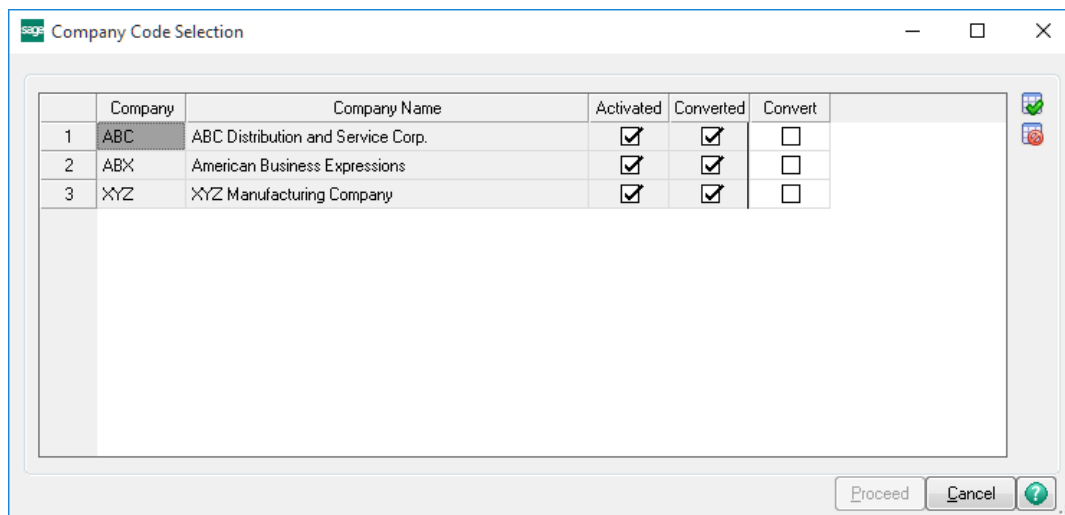 sage Company Code Selection
Company Company Name Activated Converted Convert
1 ABC ABC Distribution and Service Corp.
2 ABX American Business Expressions
3 XYZ XYZ Manufacturing Company
Proceed Cancel ?